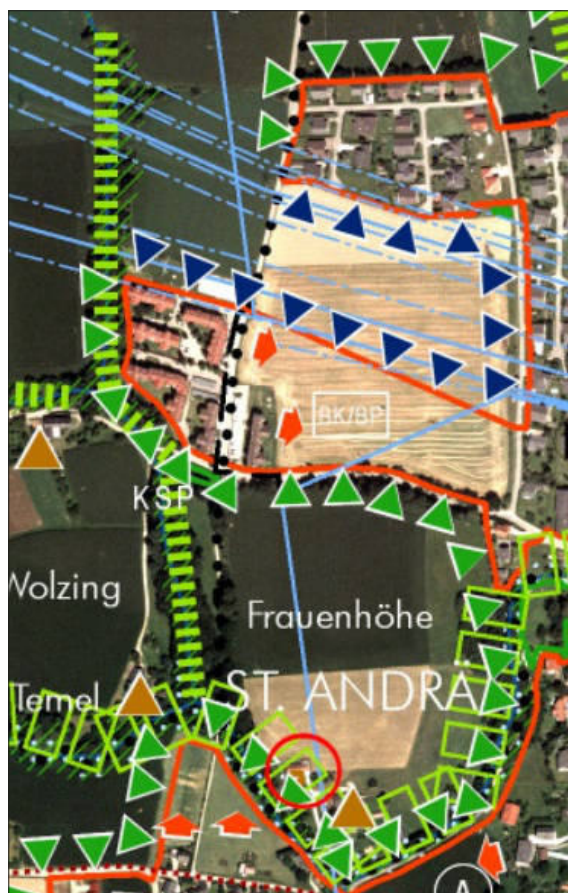 BK/BP
KSP
Wolzing
Frauenhöhe
ST. ANDRÄ
Temel
A